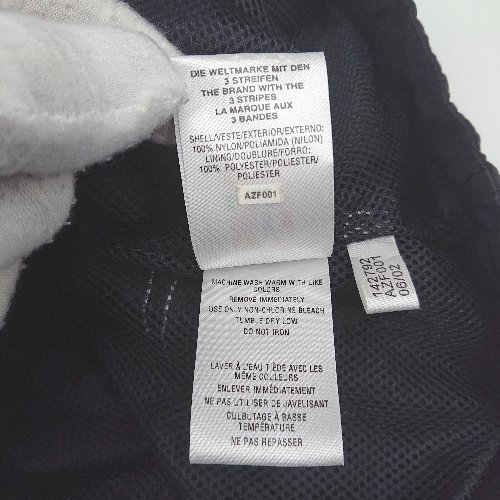 DIE WELTMARKE MIT DEN
3 STREIFEN
THE BRAND WITH THE
3 STRIPES
LA MARQUE AUX
3 BANDES
SHELL/VESTE/EXTERIOR/EXTERNO:
100% NYLON/POLIAMIDA (NILON)
LINING/DOUBLURE/FORRO:
100% POLYESTER/POLIESTER/
POLIÉSTER
AZF001
MACHINE WASH WARM WITH LIKE
COLORS
REMOVE IMMEDIATELY
USE ONLY NON-CHLORINE BLEACH
TUMBLE DRY LOW
DO NOT IRON
LAVER À L'EAU TIÈDE AVEC LES
MÊME COULEURS
ENLEVER IMMÉDIATEMENT
NE PAS UTILISER DE JAVELISANT
CULBUTAGE À BASSE
TEMPÉRATURE
NE PAS REPASSER
142792
AZF001
06/02